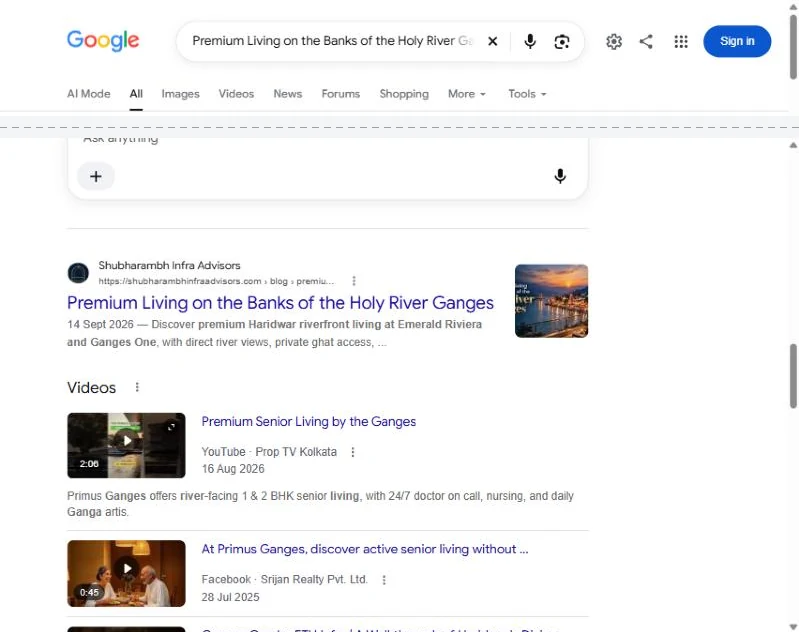 Google
Premium Living on the Banks of the Holy River Ga
Sign in
AI Mode All Images Videos News Forums Shopping More Tools
Ask anything
Shubharambh Infra Advisors
https://shubharambhinfraadvisors.com › blog › premiu...
Premium Living on the Banks of the Holy River Ganges
14 Sept 2026 — Discover premium Haridwar riverfront living at Emerald Riviera
and Ganges One, with direct river views, private ghat access, ...
Videos
Premium Senior Living by the Ganges
2:06
YouTube · Prop TV Kolkata
16 Aug 2026
Primus Ganges offers river-facing 1 & 2 BHK senior living, with 24/7 doctor on call, nursing, and daily
Ganga artis.
At Primus Ganges, discover active senior living without ...
0:45
Facebook · Srijan Realty Pvt. Ltd.
28 Jul 2025